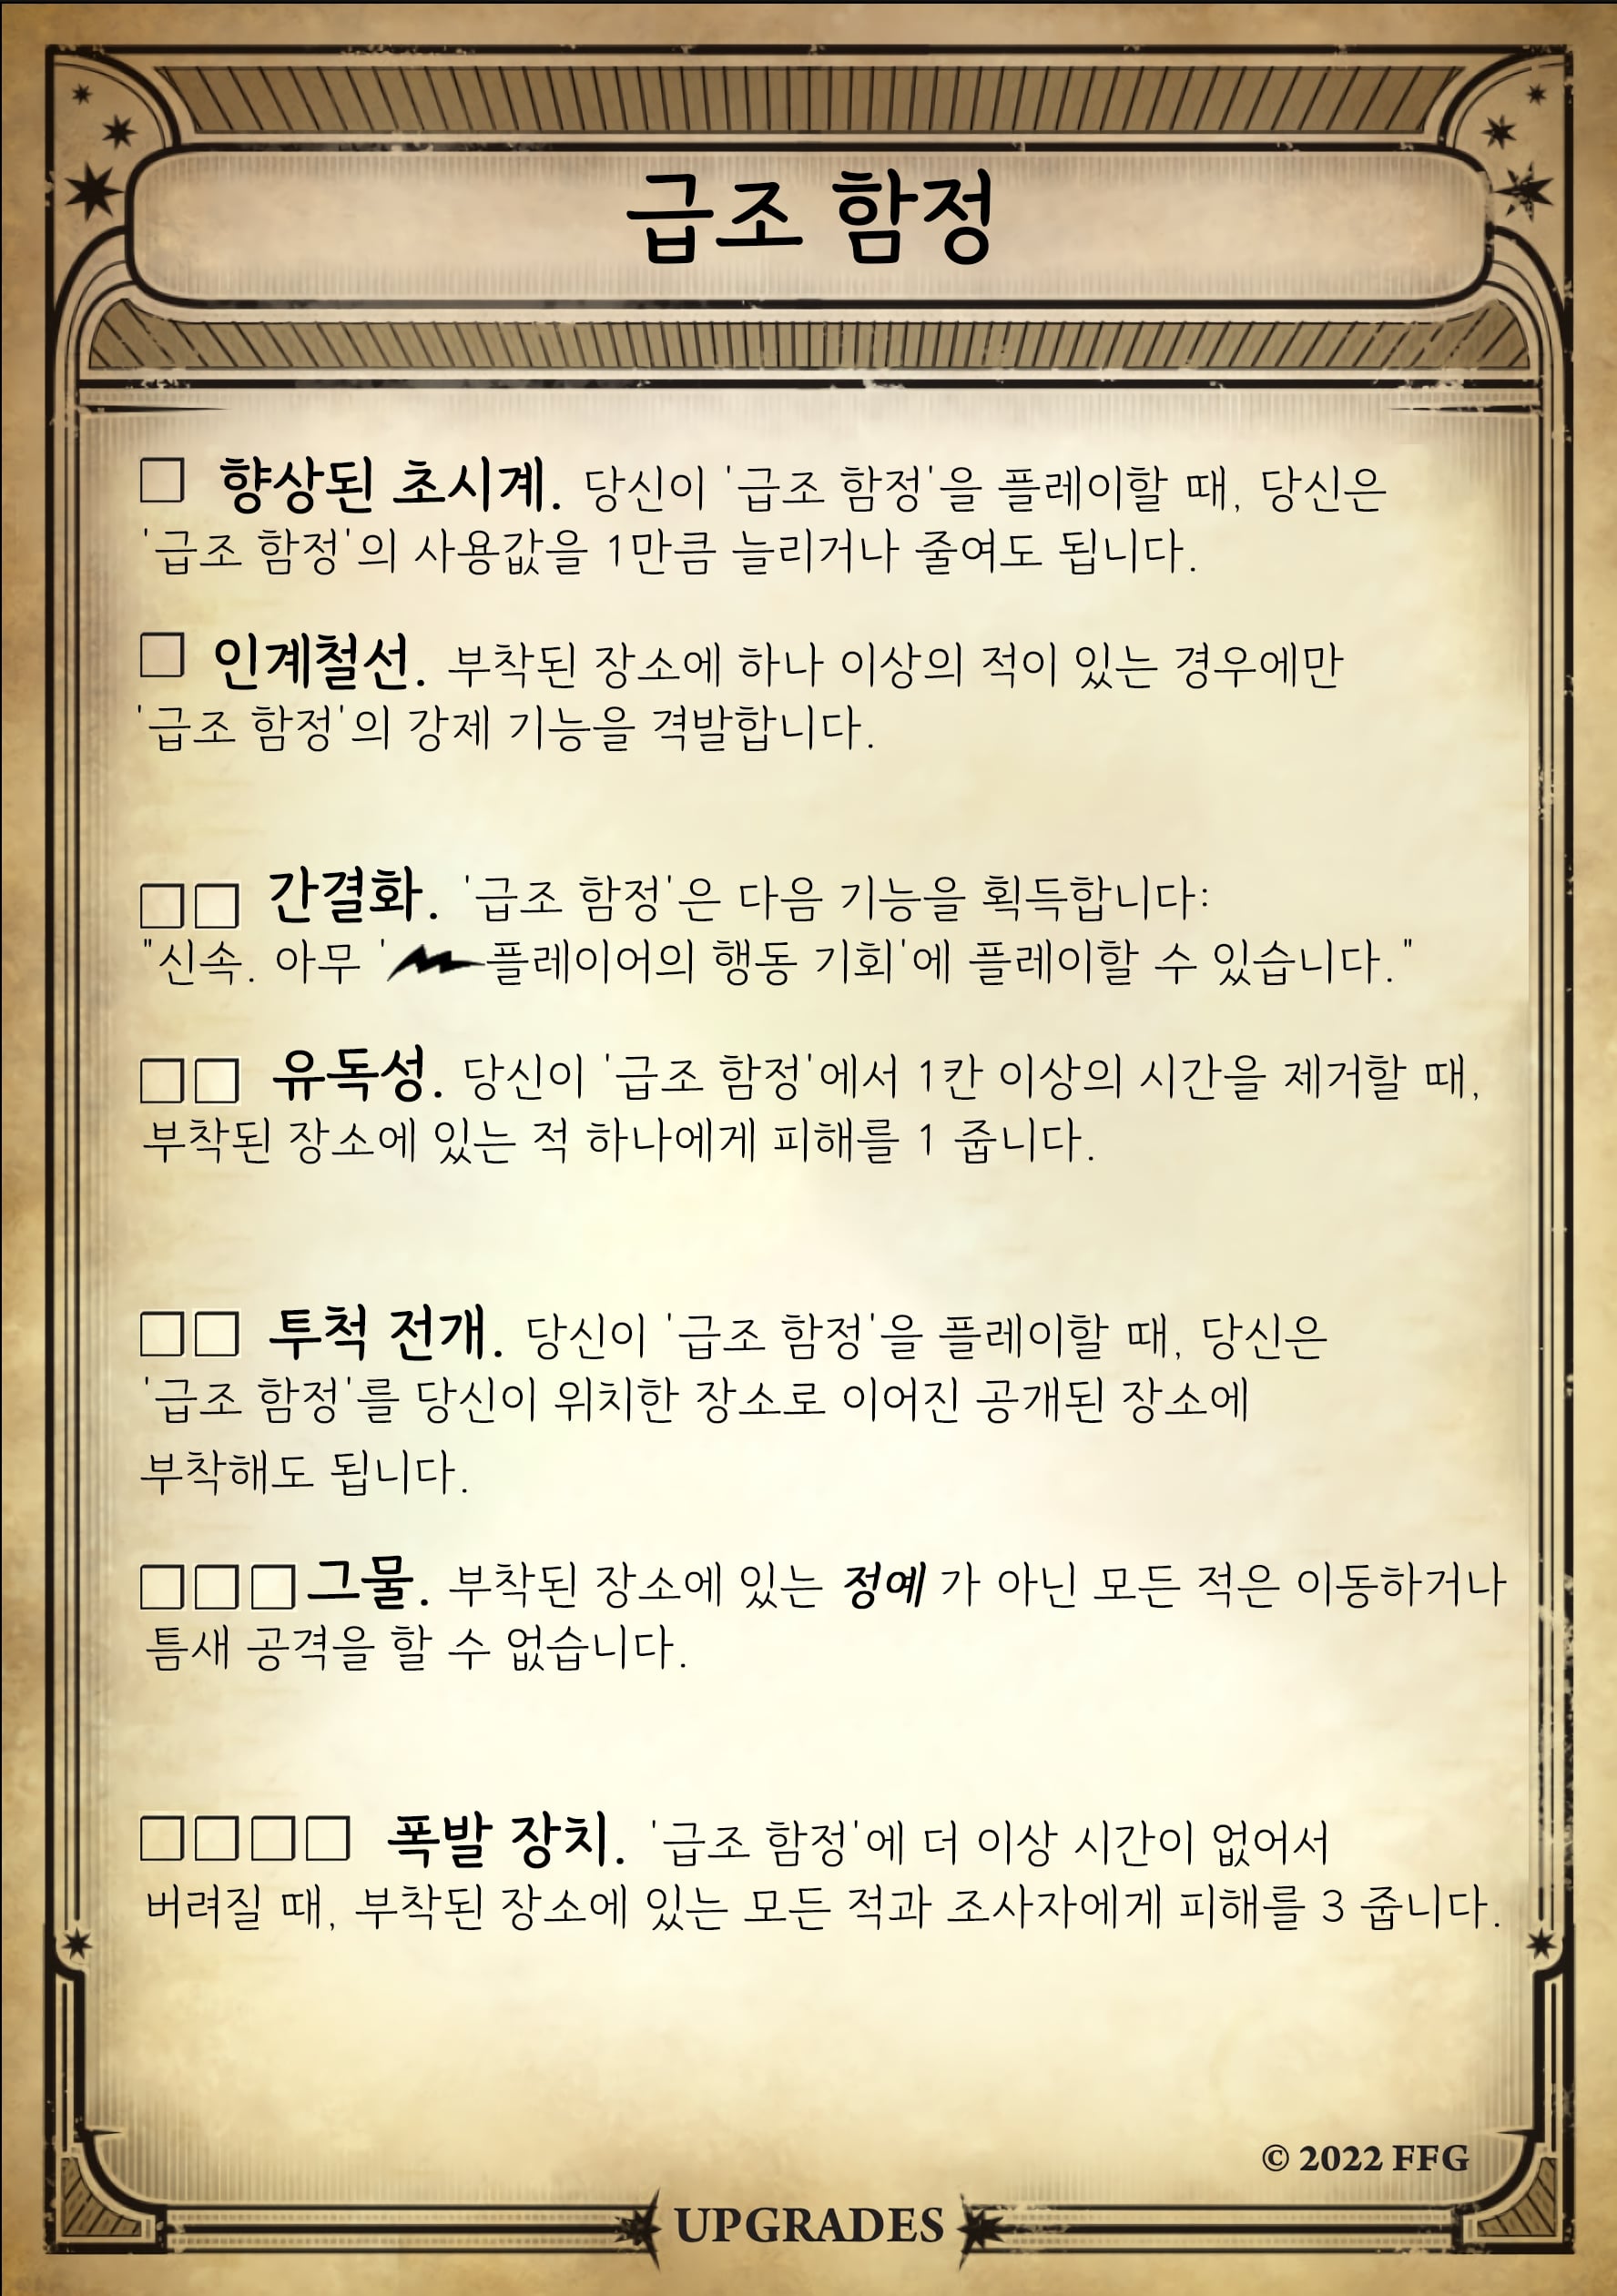 급조 함정
□ 향상된 초시계. 당신이 '급조 함정'을 플레이할 때, 당신은
'급조 함정'의 사용값을 1만큼 늘리거나 줄여도 됩니다.
□ 인계철선. 부착된 장소에 하나 이상의 적이 있는 경우에만
'급조 함정'의 강제 기능을 격발합니다.
□□ 간결화. '급조 함정'은 다음 기능을 획득합니다:
"신속. 아무 '플레이어의 행동 기회'에 플레이할 수 있습니다."
□□ 유독성. 당신이 '급조 함정'에서 1칸 이상의 시간을 제거할 때,
부착된 장소에 있는 적 하나에게 피해를 1 줍니다.
□□ 투척 전개. 당신이 '급조 함정'을 플레이할 때, 당신은
'급조 함정'를 당신이 위치한 장소로 이어진 공개된 장소에
부착해도 됩니다.
□□□ 그물. 부착된 장소에 있는 정예 가 아닌 모든 적은 이동하거나
틈새 공격을 할 수 없습니다.
□□□□ 폭발 장치. '급조 함정'에 더 이상 시간이 없어서
버려질 때, 부착된 장소에 있는 모든 적과 조사자에게 피해를 3 줍니다.
© 2022 FFG
UPGRADES